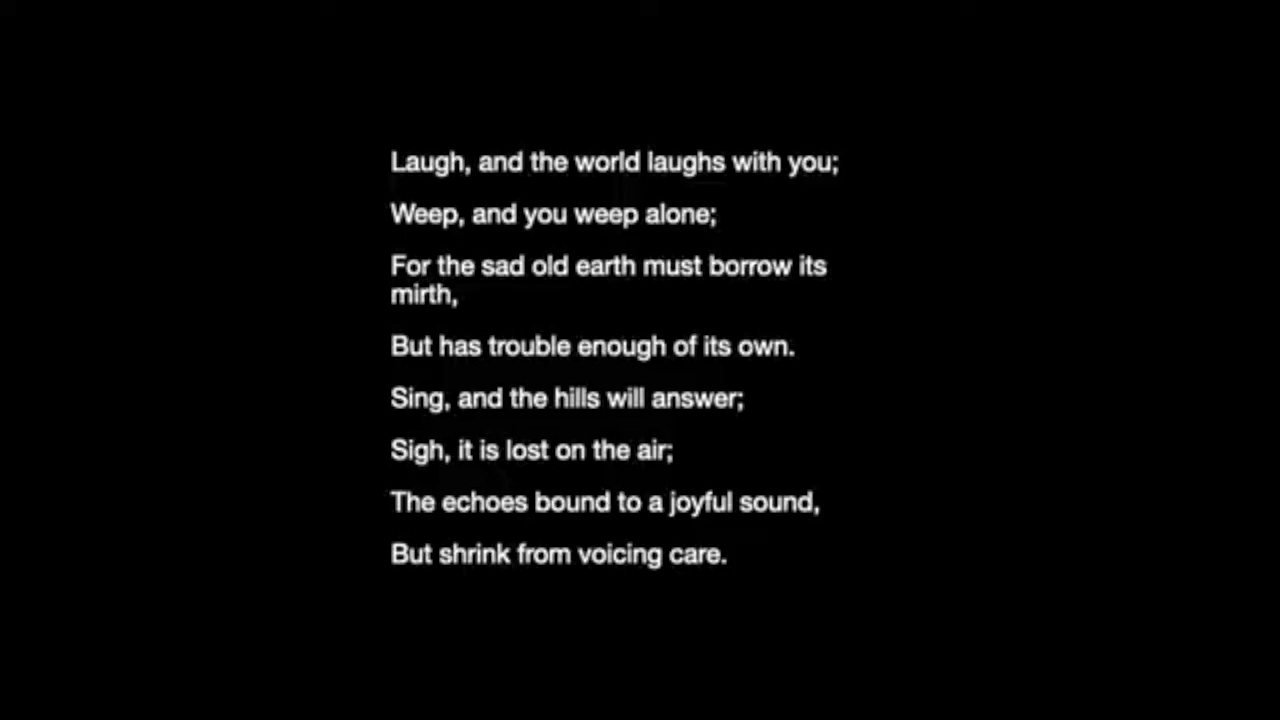 Laugh, and the world laughs with you;
Weep, and you weep alone;
For the sad old earth must borrow its
mirth,
But has trouble enough of its own.
Sing, and the hills will answer;
Sigh, it is lost on the air;
The echoes bound to a joyful sound,
But shrink from voicing care.